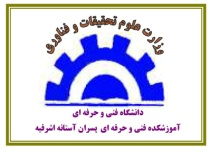 وزارت علوم تحقیقات و فناوری
دانشگاه فنی و حرفه ای
آموزشکده فنی و حرفه ای پسران آستانه اشرفیه